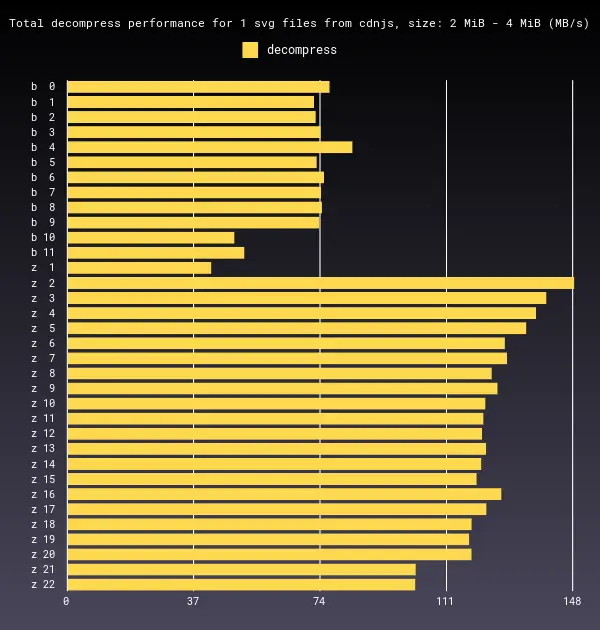 Total decompress performance for 1 svg files from cdnjs, size: 2 MiB - 4 MiB (MB/s)
decompress
b 0
b 1
b 2
b 3
b 4
b 5
b 6
b 7
b 8
b 9
b 10
b 11
z 1
z 2
z 3
z 4
z 5
z 6
z 7
z 8
z 9
z 10
z 11
z 12
z 13
z 14
z 15
z 16
z 17
z 18
z 19
z 20
z 21
z 22
0 37 74 111 148